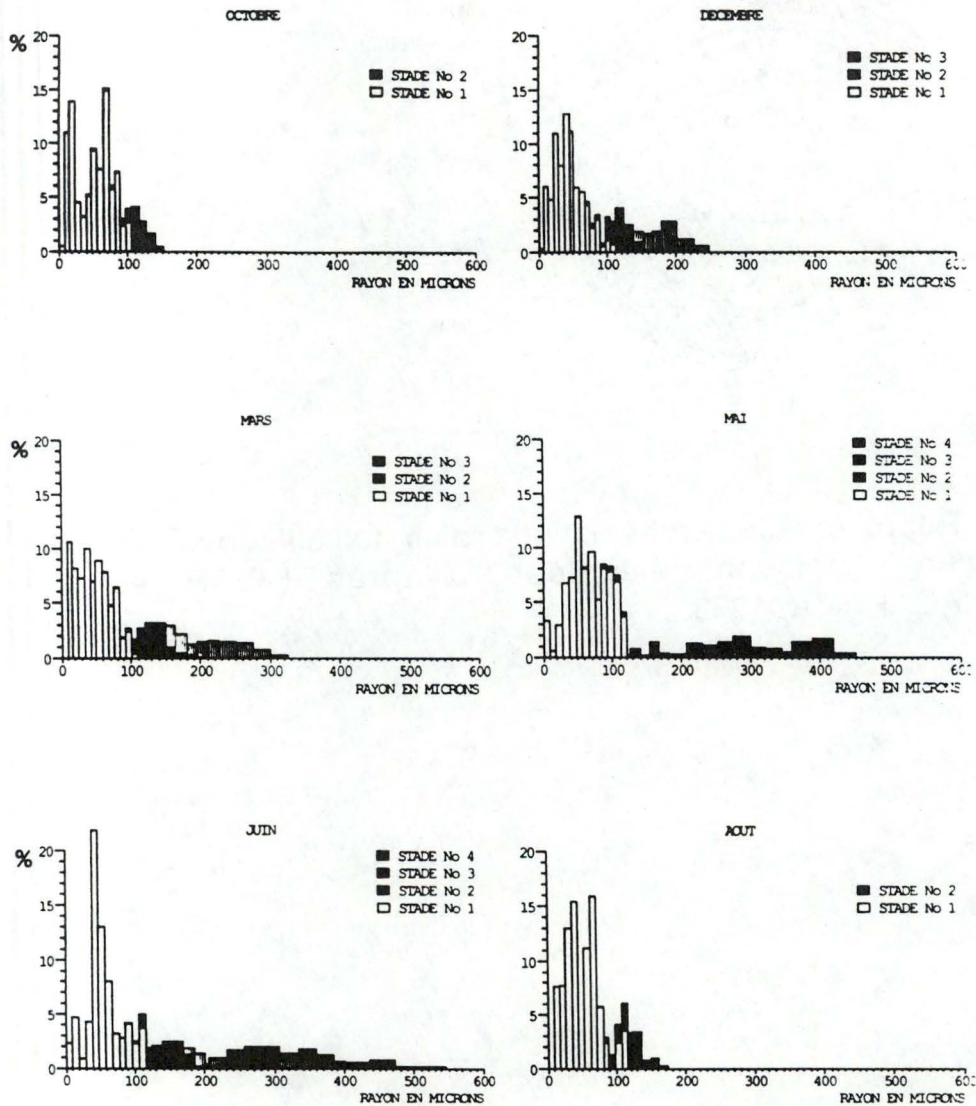 OCTOBRE
%
20
15
10
5
0
STADE No 2
STADE No 1
0 100 200 300 400 500 600
RAYON EN MICRONS
DECEMBRE
20
15
10
5
0
STADE No 3
STADE No 2
STADE No 1
0 100 200 300 400 500
RAYON EN MICRONS
MARS
%
20
15
10
5
0
STADE No 3
STADE No 2
STADE No 1
0 100 200 300 400 500 600
RAYON EN MICRONS
MAI
20
15
10
5
0
STADE No 4
STADE No 3
STADE No 2
STADE No 1
0 100 200 300 400 500
RAYON EN MICRONS
JUIN
%
20
15
10
5
0
STADE No 4
STADE No 3
STADE No 2
STADE No 1
0 100 200 300 400 500 600
RAYON EN MICRONS
AOUT
20
15
10
5
0
STADE No 2
STADE No 1
0 100 200 300 400 500
RAYON EN MICRONS